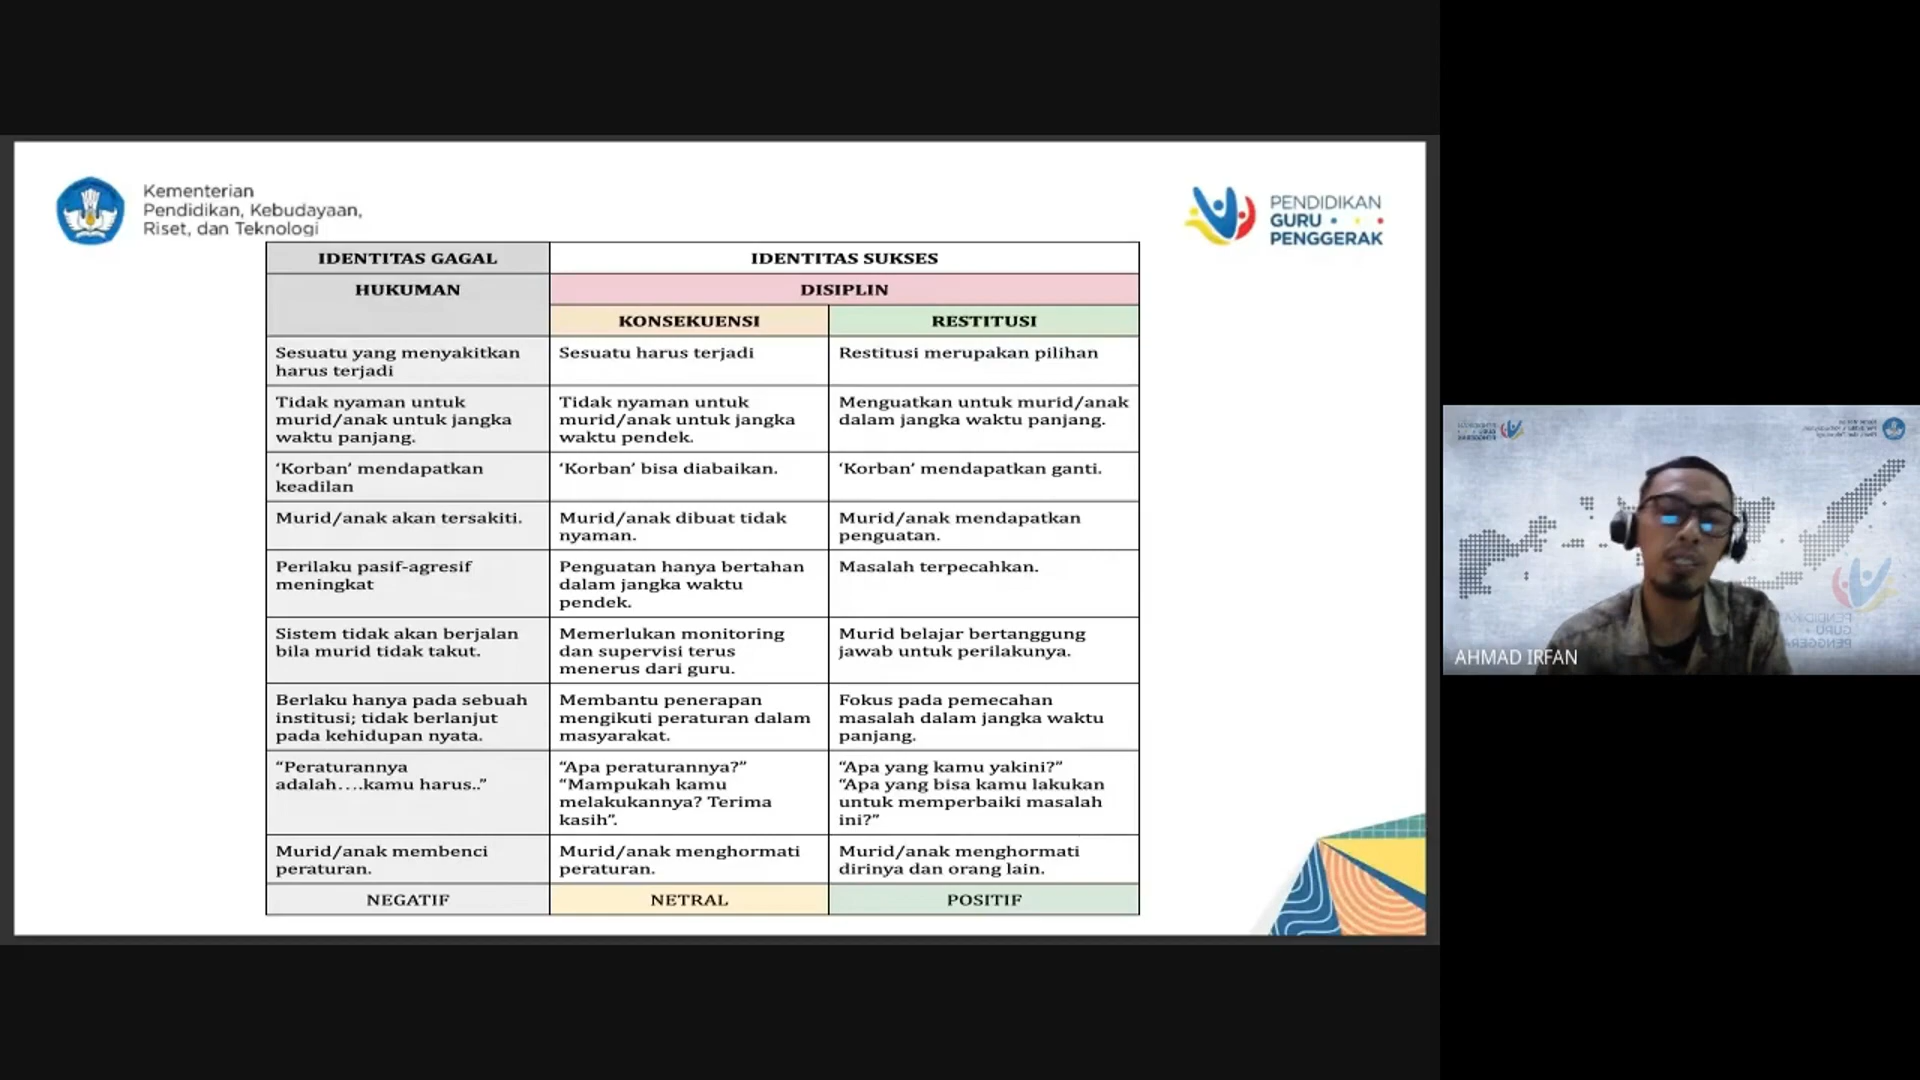 Kementerian
Pendidikan, Kebudayaan,
Riset, dan Teknologi
PENDIDIKAN
GURU
PENGGERAK
IDENTITAS GAGAL
IDENTITAS SUKSES
HUKUMAN
DISIPLIN
KONSEKUENSI
RESTITUSI
Sesuatu yang menyakitkan
harus terjadi
Sesuatu harus terjadi
Restitusi merupakan pilihan
Tidak nyaman untuk
murid/anak untuk jangka
waktu panjang.
Tidak nyaman untuk
murid/anak untuk jangka
waktu pendek.
Menguatkan untuk murid/anak
dalam jangka waktu panjang.
‘Korban’ mendapatkan
keadilan
‘Korban’ bisa diabaikan.
‘Korban’ mendapatkan ganti.
Murid/anak akan tersakiti.
Murid/anak dibuat tidak
nyaman.
Murid/anak mendapatkan
penguatan.
Perilaku pasif-agresif
meningkat
Penguatan hanya bertahan
dalam jangka waktu
pendek.
Masalah terpecahkan.
Sistem tidak akan berjalan
bila murid tidak takut.
Memerlukan monitoring
dan supervisi terus
menerus dari guru.
Murid belajar bertanggung
jawab untuk perilakunya.
Berlaku hanya pada sebuah
institusi; tidak berlanjut
pada kehidupan nyata.
Membantu penerapan
mengikuti peraturan dalam
masyarakat.
Fokus pada pemecahan
masalah dalam jangka waktu
panjang.
“Peraturannya
adalah....kamu harus..”
“Apa peraturannya?”
“Mampukah kamu
melakukannya? Terima
kasih”.
“Apa yang kamu yakini?”
“Apa yang bisa kamu lakukan
untuk memperbaiki masalah
ini?”
Murid/anak membenci
peraturan.
Murid/anak menghormati
peraturan.
Murid/anak menghormati
dirinya dan orang lain.
NEGATIF
NETRAL
POSITIF
PENDIDIKAN
GURU
PENGGERAK
AHMAD IRFAN